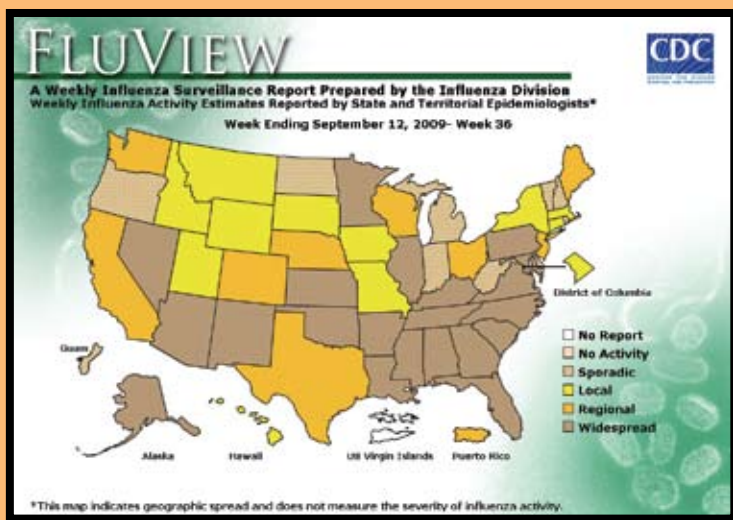 FLUVIEW
CDC
A Weekly Influenza Surveillance Report Prepared by the Influenza Division
Weekly Influenza Activity Estimates Reported by State and Territorial Epidemiologists*
Week Ending September 12, 2009- Week 36
District of Columbia
Guam
No Report
No Activity
Sporadic
Local
Regional
Widespread
Alaska
Hawaii
US Virgin Islands
Puerto Rico
*This map indicates geographic spread and does not measure the severity of influenza activity.